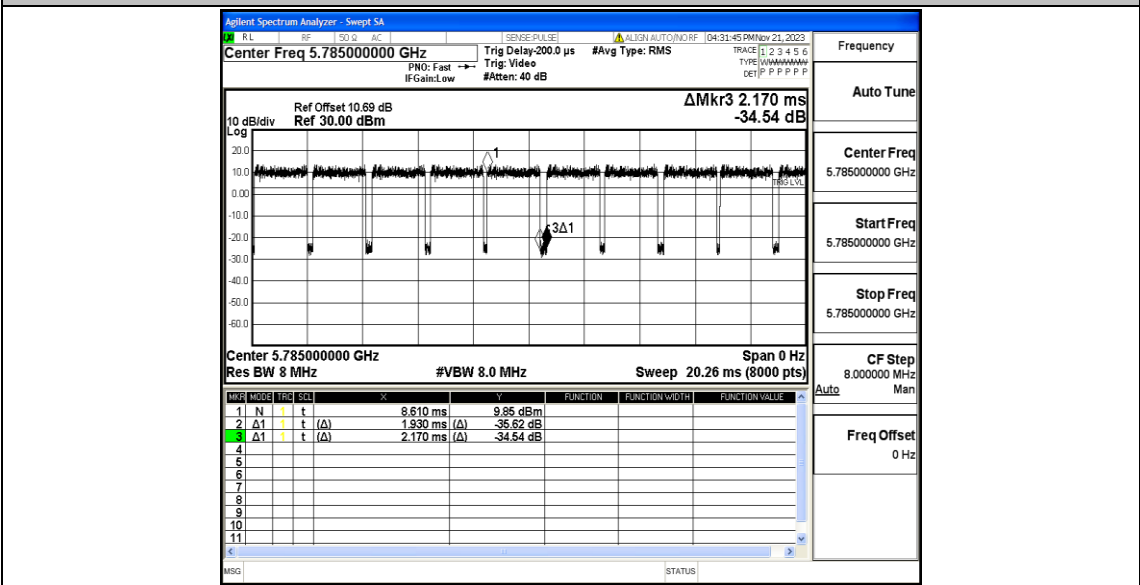 Agilent Spectrum Analyzer - Swept SA
LXI RL RF 50 Ω AC SENSE:PULSE ALIGN AUTO/NO RF 04:31:45 PM Nov 21, 2023
Center Freq 5.785000000 GHz
PNO: Fast
IFGain:Low
Trig Delay-200.0 µs
Trig: Video
#Atten: 40 dB
#Avg Type: RMS
TRACE 1 2 3 4 5 6
TYPE WWWWWW
DET P P P P P P
Ref Offset 10.69 dB
10 dB/div Ref 30.00 dBm
Log
ΔMkr3 2.170 ms
-34.54 dB
20.0
10.0
0.00
-10.0
-20.0
-30.0
-40.0
-50.0
-60.0
1
TRIG LVL
3Δ1
Center 5.785000000 GHz Span 0 Hz
Res BW 8 MHz #VBW 8.0 MHz Sweep 20.26 ms (8000 pts)
MKR MODE TRC SCL X Y FUNCTION FUNCTION WIDTH FUNCTION VALUE
1 N 1 t 8.610 ms 9.85 dBm
2 Δ1 1 t (Δ) 1.930 ms (Δ) -35.62 dB
3 Δ1 1 t (Δ) 2.170 ms (Δ) -34.54 dB
4
5
6
7
8
9
10
11
MSG STATUS
Frequency
Auto Tune
Center Freq
5.785000000 GHz
Start Freq
5.785000000 GHz
Stop Freq
5.785000000 GHz
CF Step
8.000000 MHz
Auto Man
Freq Offset
0 Hz